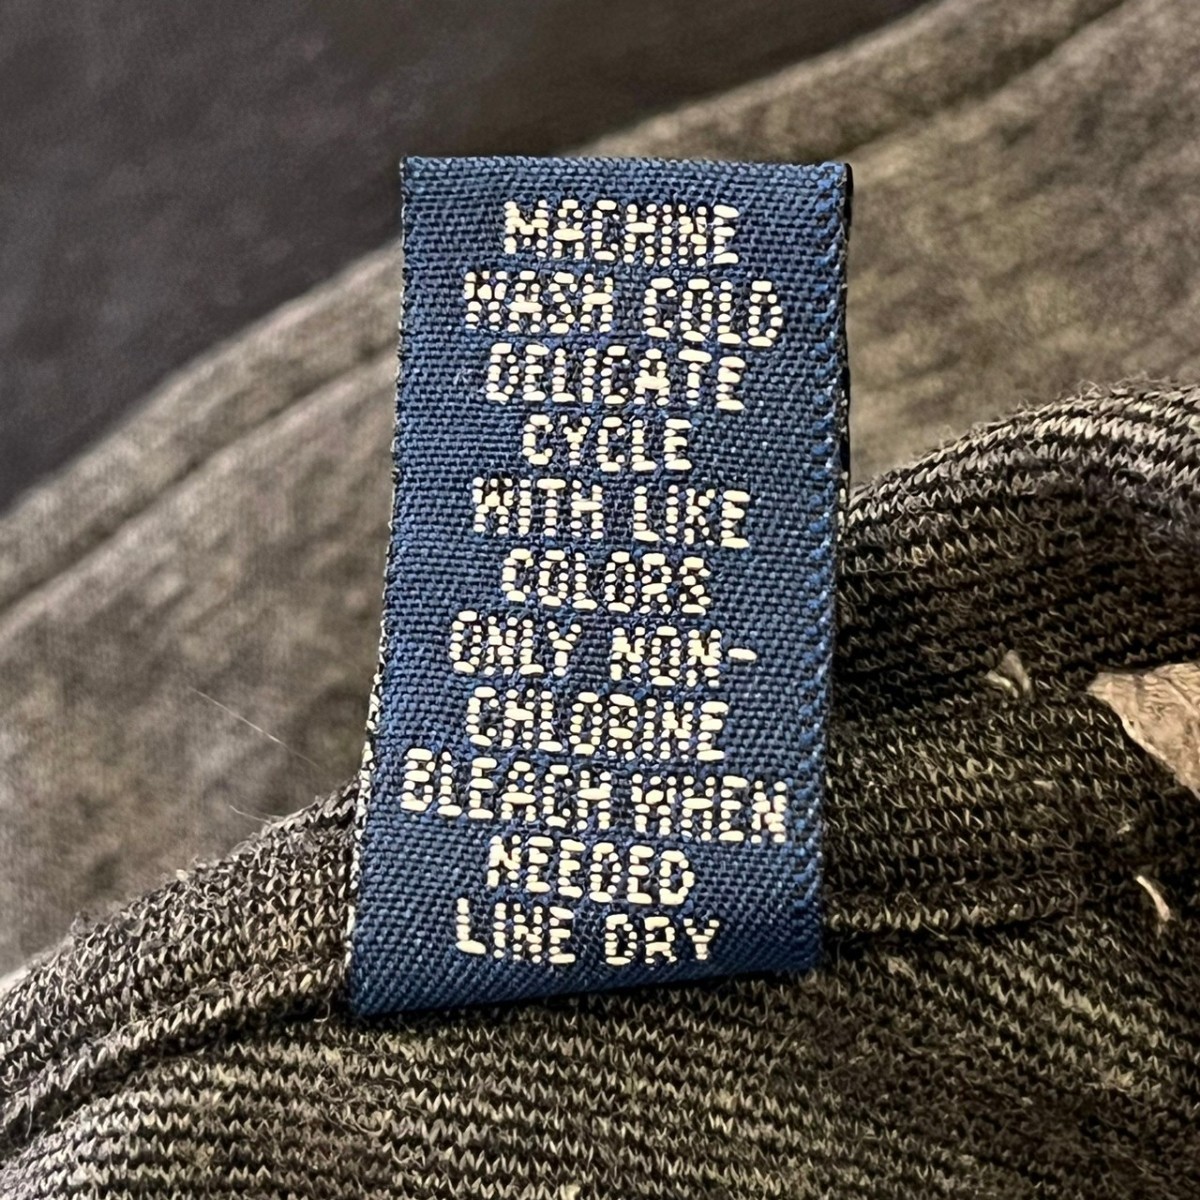 MACHINE
WASH COLD
DELICATE
CYCLE
WITH LIKE
COLORS
ONLY NON-
CHLORINE
BLEACH WHEN
NEEDED
LINE DRY